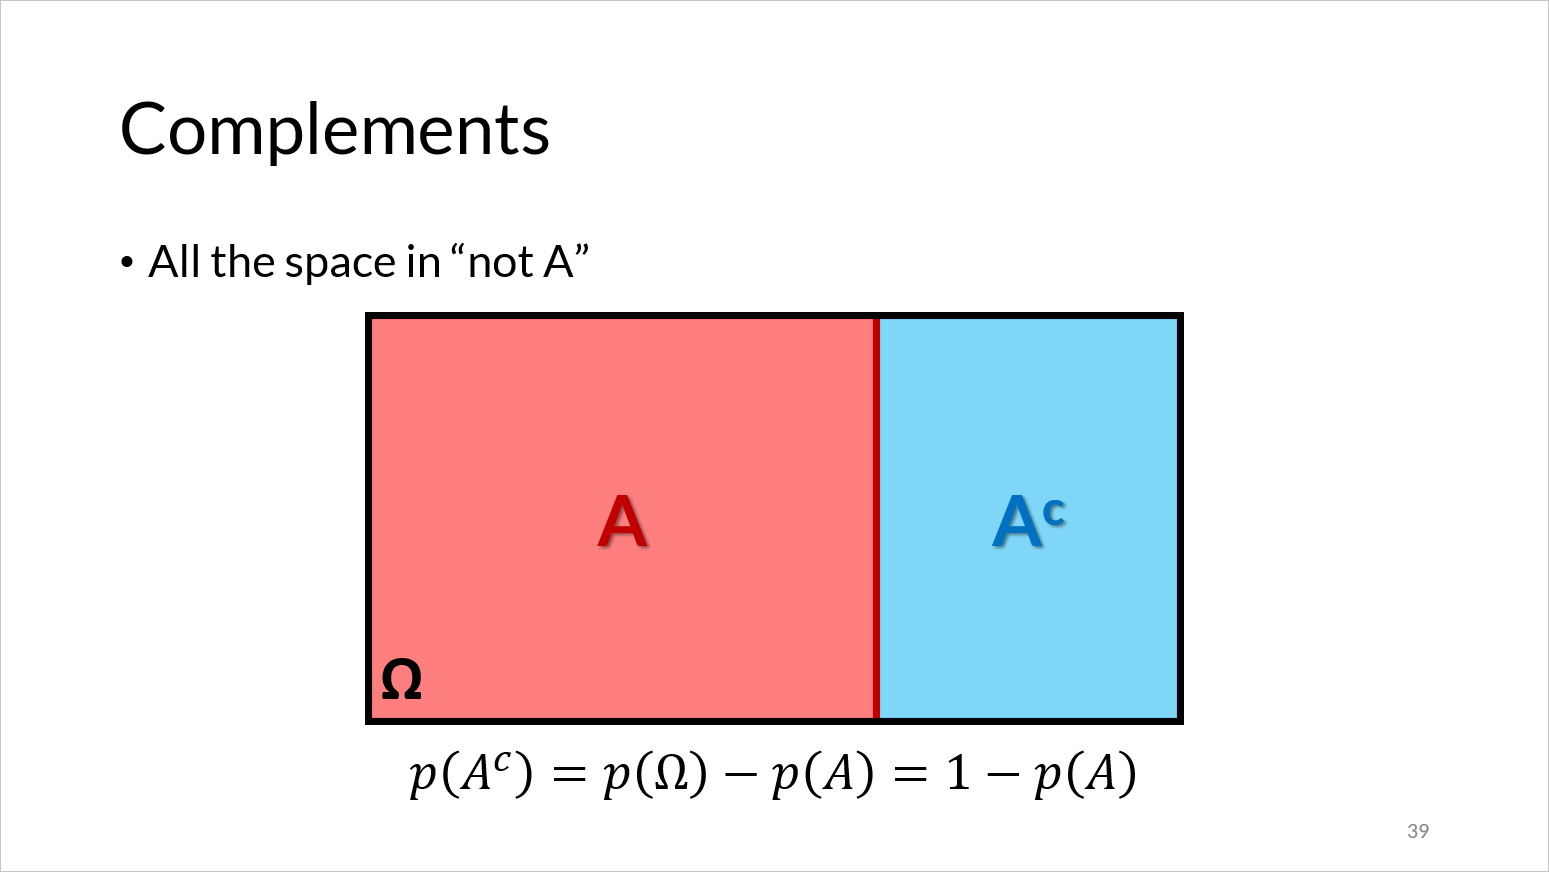 Complements
• All the space in “not A”
A
Aᶜ
Ω
𝑝(𝐴ᶜ) = 𝑝(Ω) − 𝑝(𝐴) = 1 − 𝑝(𝐴)
39